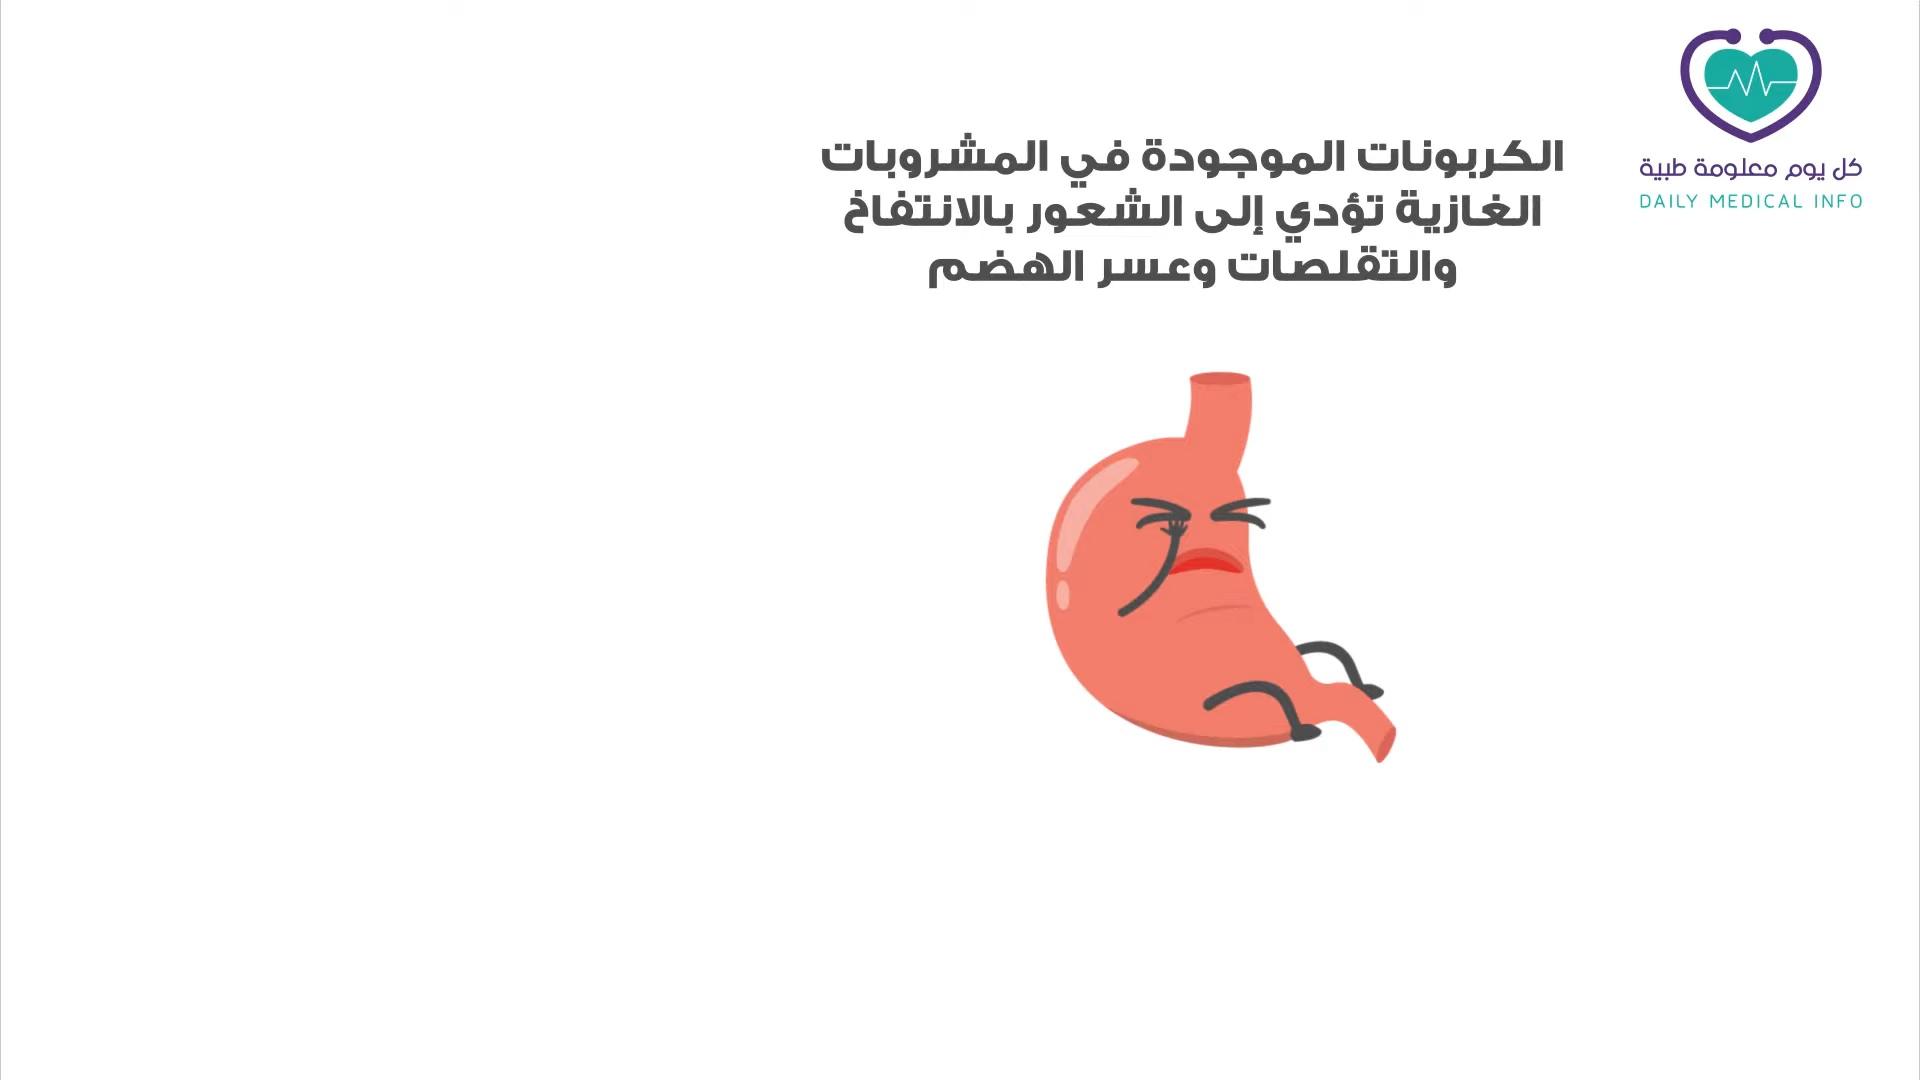 الكربونات الموجودة في المشروبات
الغازية تؤدي إلى الشعور بالانتفاخ
والتقلصات وعسر الهضم
كل يوم معلومة طبية
DAILY MEDICAL INFO